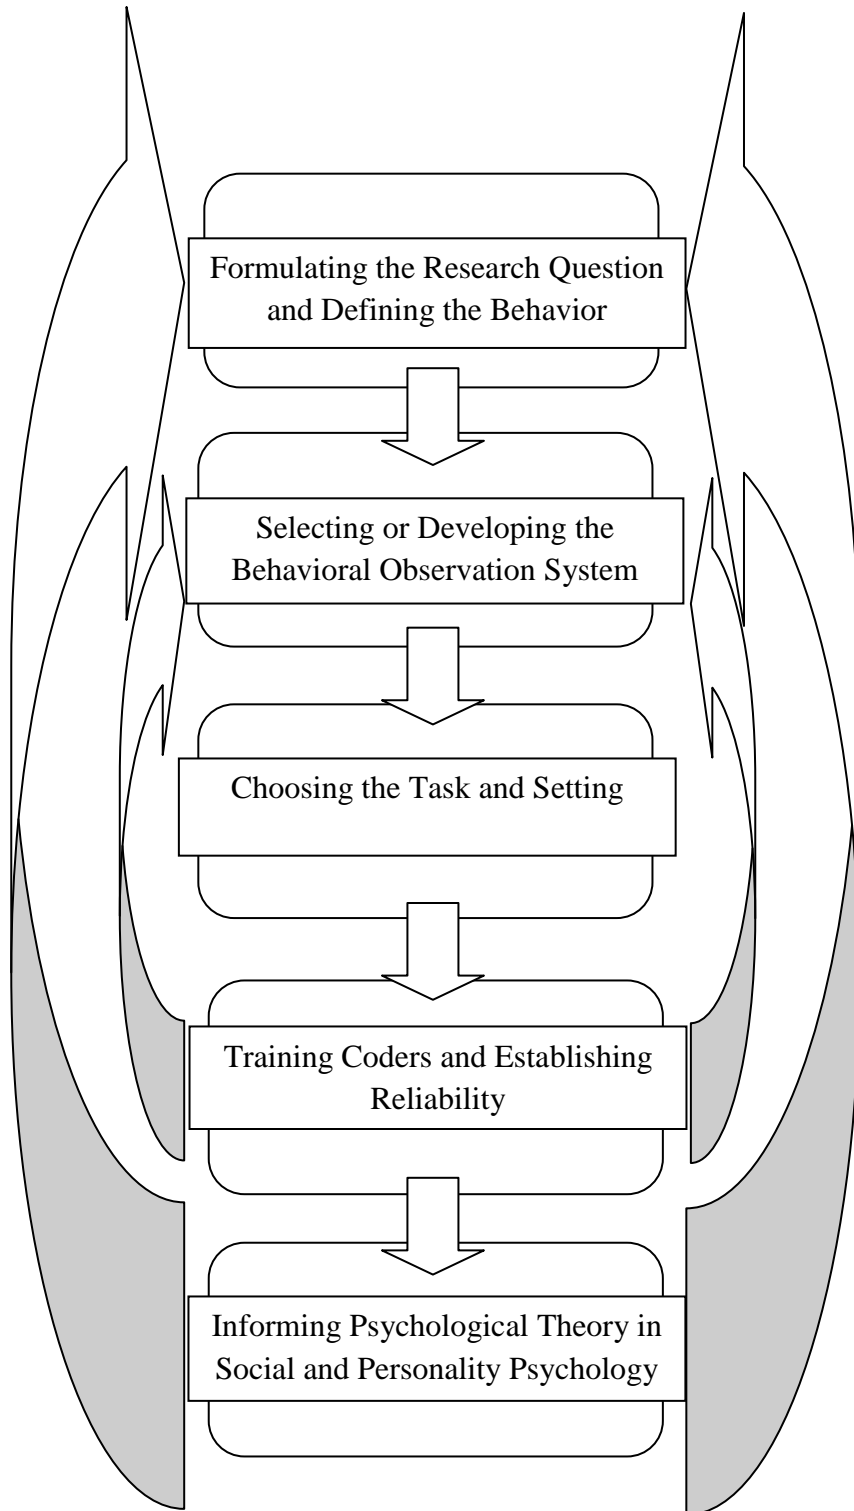 Formulating the Research Question
and Defining the Behavior
Selecting or Developing the
Behavioral Observation System
Choosing the Task and Setting
Training Coders and Establishing
Reliability
Informing Psychological Theory in
Social and Personality Psychology